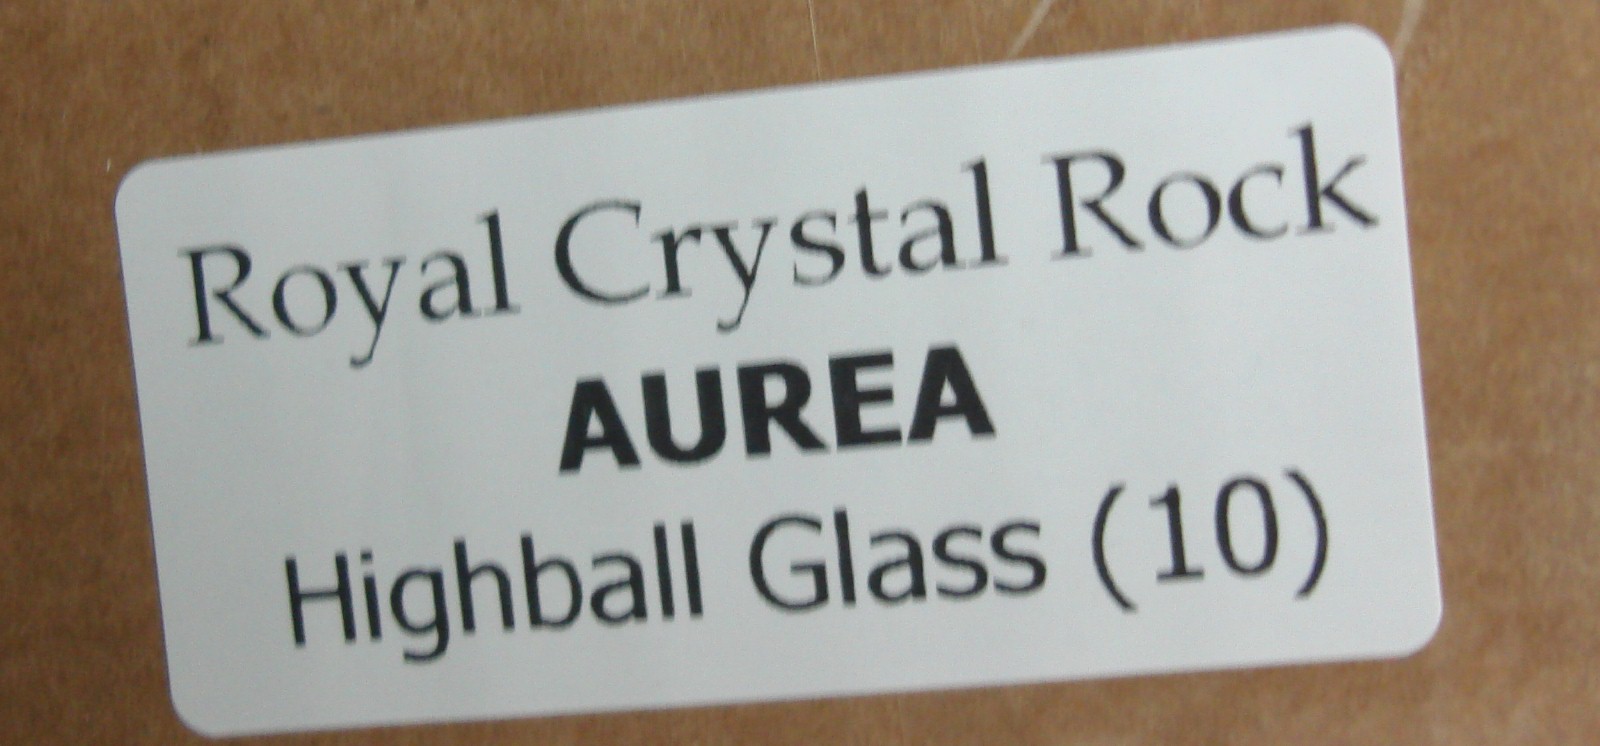 Royal Crystal Rock
AUREA
Highball Glass (10)